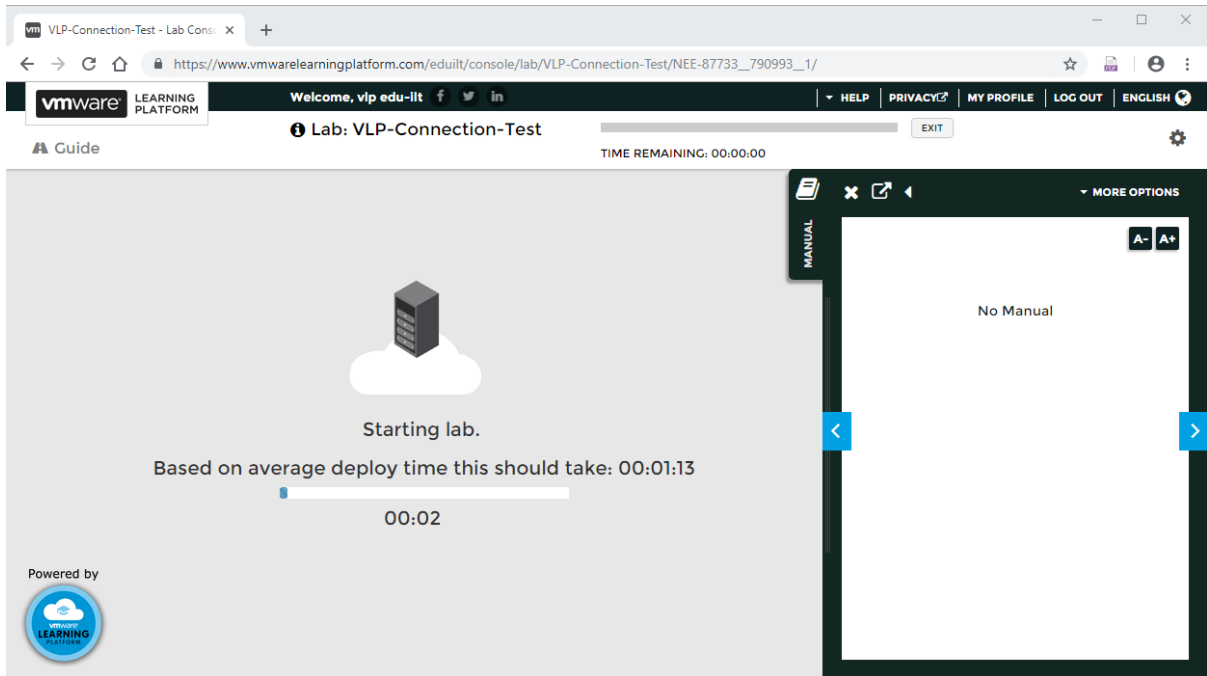 vm VLP-Connection-Test - Lab Conso
https://www.vmwarelearningplatform.com/eduilt/console/lab/VLP-Connection-Test/NEE-87733__790993__1/
vmware LEARNING PLATFORM
Welcome, vlp edu-ilt
HELP PRIVACY MY PROFILE LOG OUT ENGLISH
Guide
Lab: VLP-Connection-Test
EXIT
TIME REMAINING: 00:00:00
MORE OPTIONS
MANUAL
A- A+
No Manual
Starting lab.
Based on average deploy time this should take: 00:01:13
00:02
Powered by
vmware
LEARNING
PLATFORM